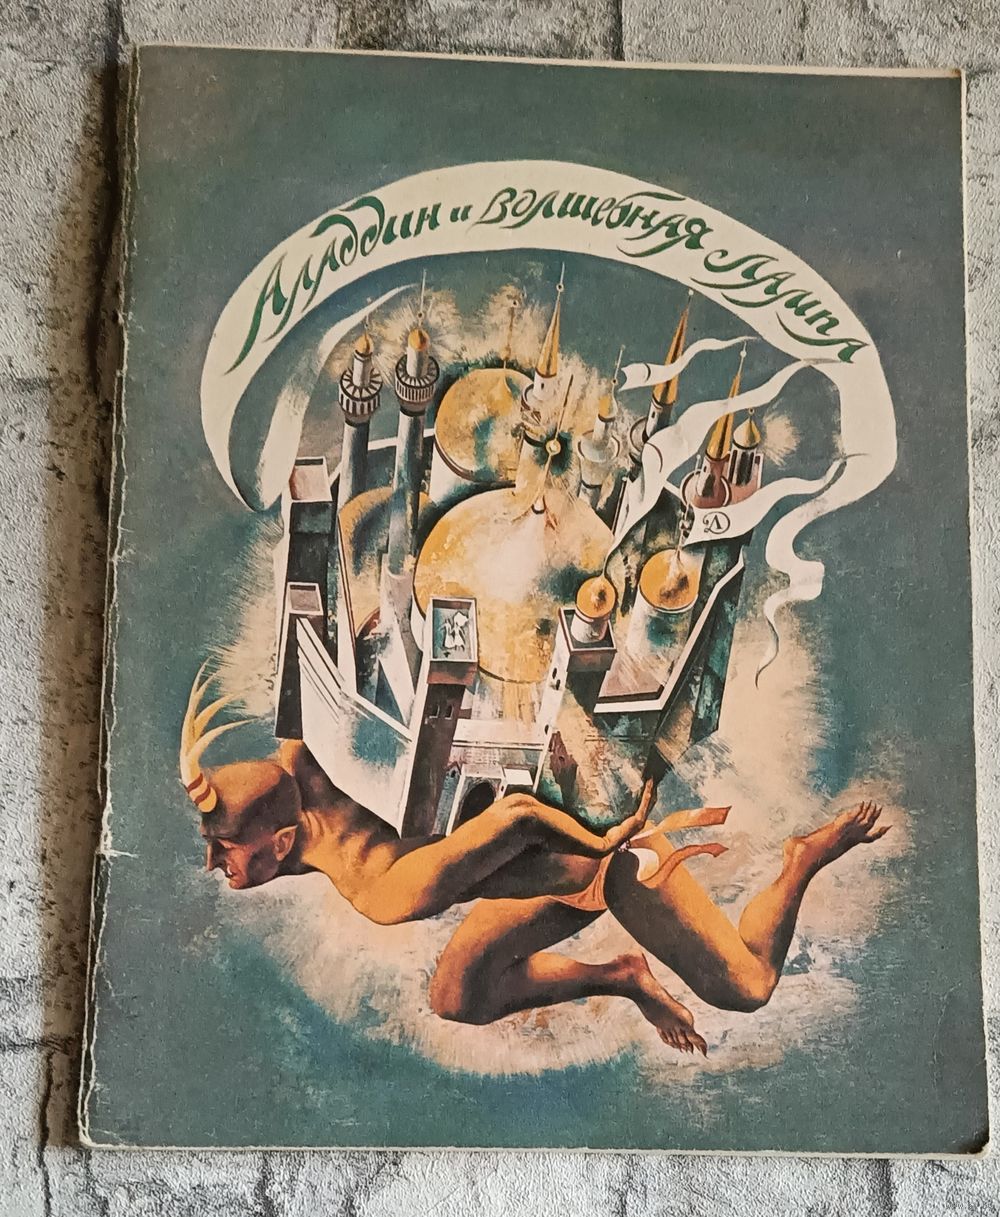 Аладдин и волшебная лампа
Д